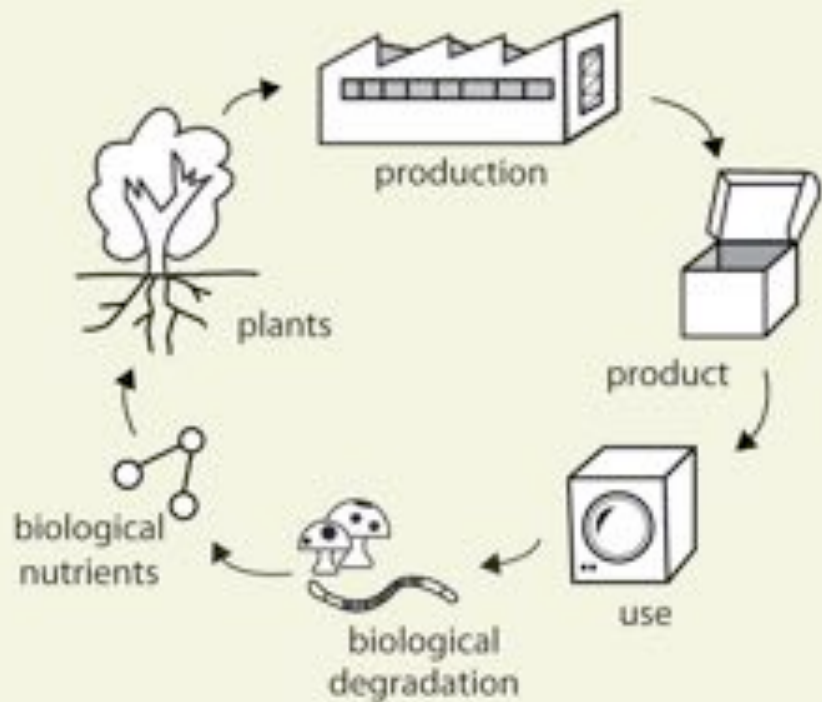 production
plants
product
biological
nutrients
use
biological
degradation